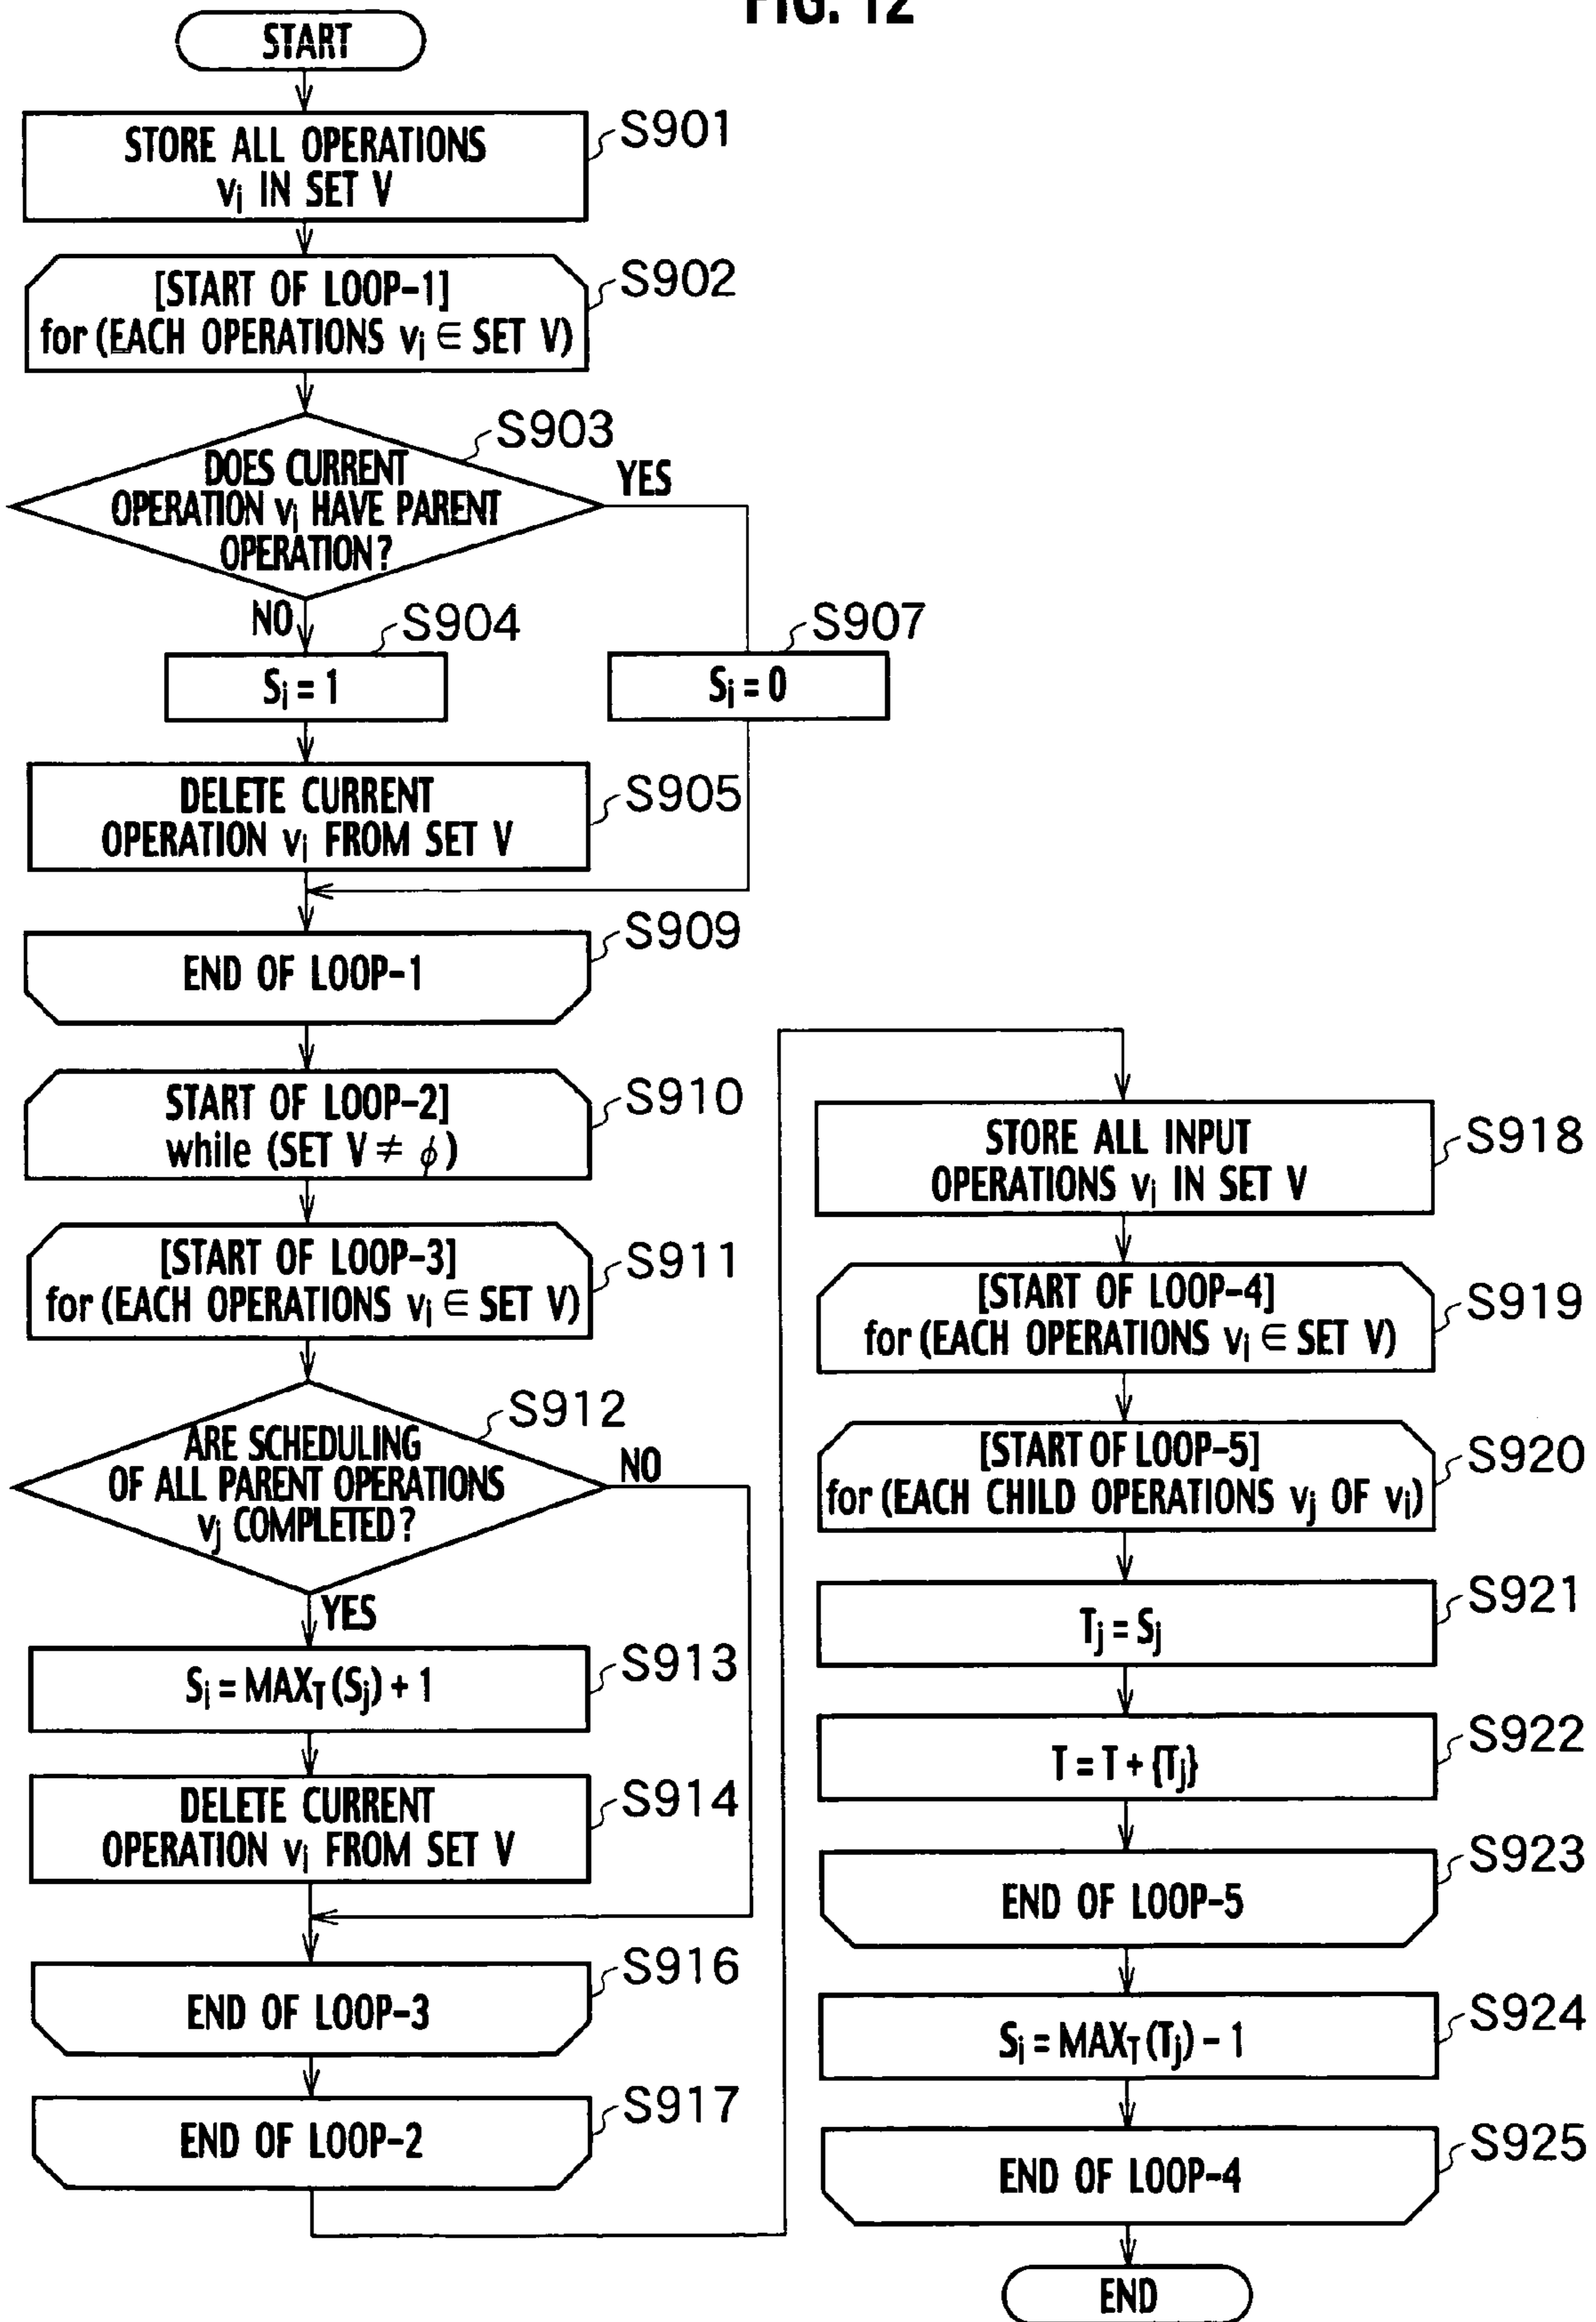 FIG. 12
START
STORE ALL OPERATIONS
vi IN SET V
S901
[START OF LOOP-1]
for (EACH OPERATIONS vi ∈ SET V)
S902
DOES CURRENT
OPERATION vi HAVE PARENT
OPERATION?
S903
YES
NO
S904
Si = 1
S907
Si = 0
DELETE CURRENT
OPERATION vi FROM SET V
S905
END OF LOOP-1
S909
START OF LOOP-2]
while (SET V ≠ ϕ)
S910
[START OF LOOP-3]
for (EACH OPERATIONS vi ∈ SET V)
S911
ARE SCHEDULING
OF ALL PARENT OPERATIONS
vj COMPLETED?
S912
NO
YES
Si = MAXT (Sj) + 1
S913
DELETE CURRENT
OPERATION vi FROM SET V
S914
END OF LOOP-3
S916
END OF LOOP-2
S917
STORE ALL INPUT
OPERATIONS vi IN SET V
S918
[START OF LOOP-4]
for (EACH OPERATIONS vi ∈ SET V)
S919
[START OF LOOP-5]
for (EACH CHILD OPERATIONS vj OF vi)
S920
Tj = Sj
S921
T = T + {Tj}
S922
END OF LOOP-5
S923
Si = MAXT (Tj) − 1
S924
END OF LOOP-4
S925
END